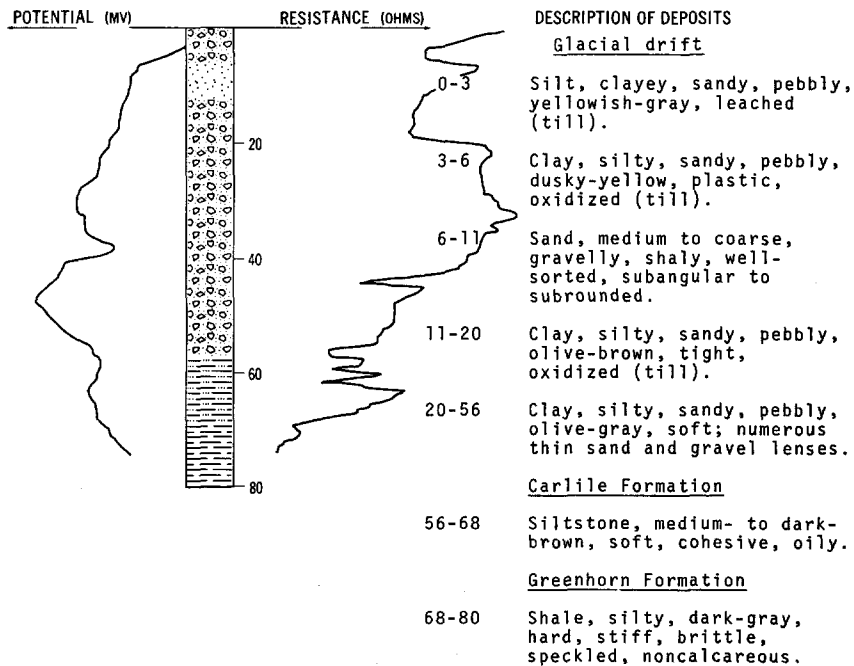 POTENTIAL (MV)
RESISTANCE (OHMS)
DESCRIPTION OF DEPOSITS
Glacial drift
0-3 Silt, clayey, sandy, pebbly,
yellowish-gray, leached
(till).
20
3-6 Clay, silty, sandy, pebbly,
dusky-yellow, plastic,
oxidized (till).
6-11 Sand, medium to coarse,
gravelly, shaly, well-
sorted, subangular to
subrounded.
40
11-20 Clay, silty, sandy, pebbly,
olive-brown, tight,
oxidized (till).
60
20-56 Clay, silty, sandy, pebbly,
olive-gray, soft; numerous
thin sand and gravel lenses.
80
Carlile Formation
56-68 Siltstone, medium- to dark-
brown, soft, cohesive, oily.
Greenhorn Formation
68-80 Shale, silty, dark-gray,
hard, stiff, brittle,
speckled, noncalcareous.